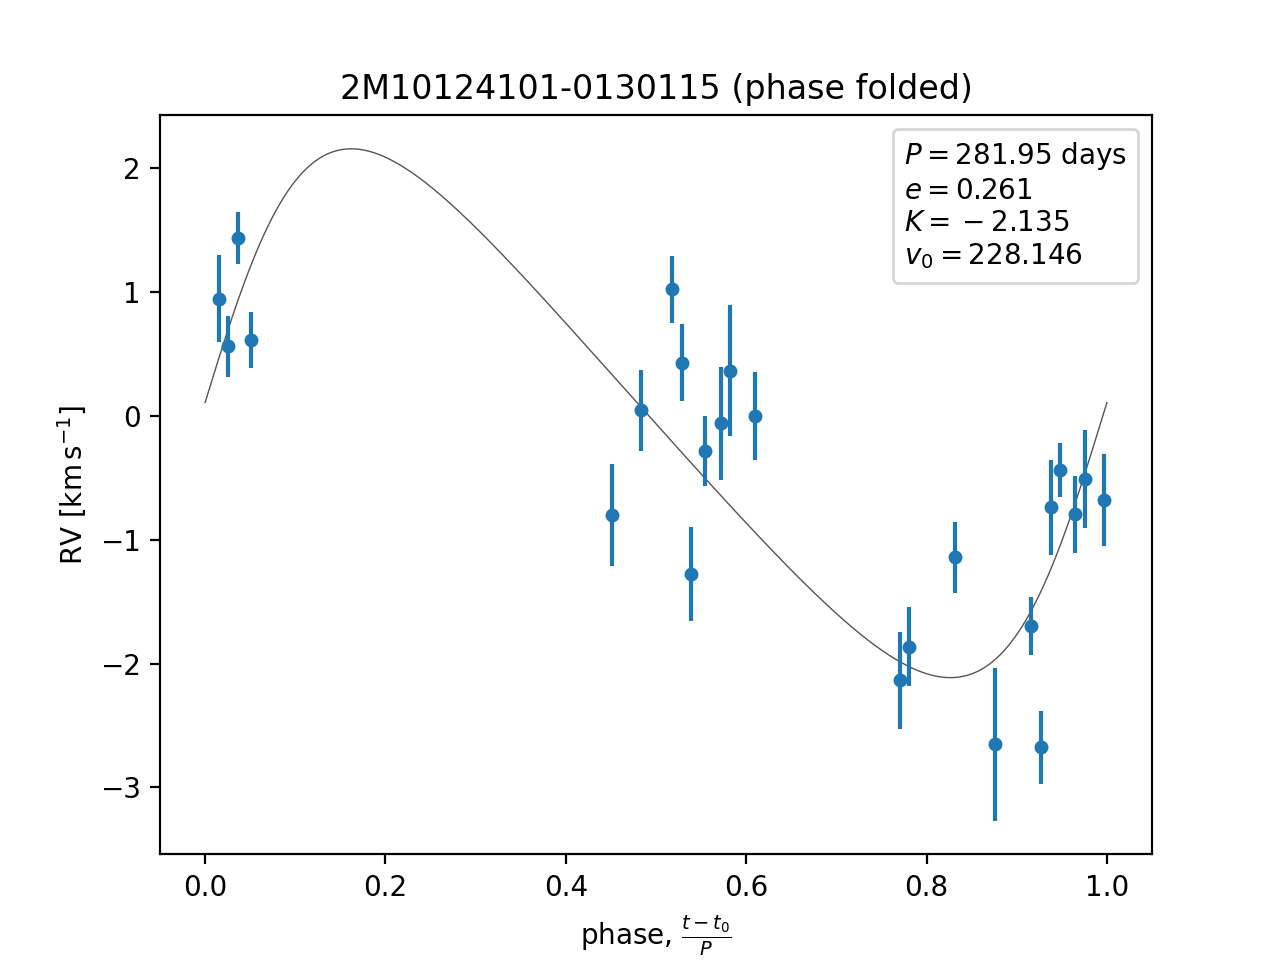 2M10124101-0130115 (phase folded)
P = 281.95 days
e = 0.261
K = −2.135
v₀ = 228.146
RV [km s⁻¹]
2
1
0
−1
−2
−3
0.0 0.2 0.4 0.6 0.8 1.0
phase, (t − t₀)/P